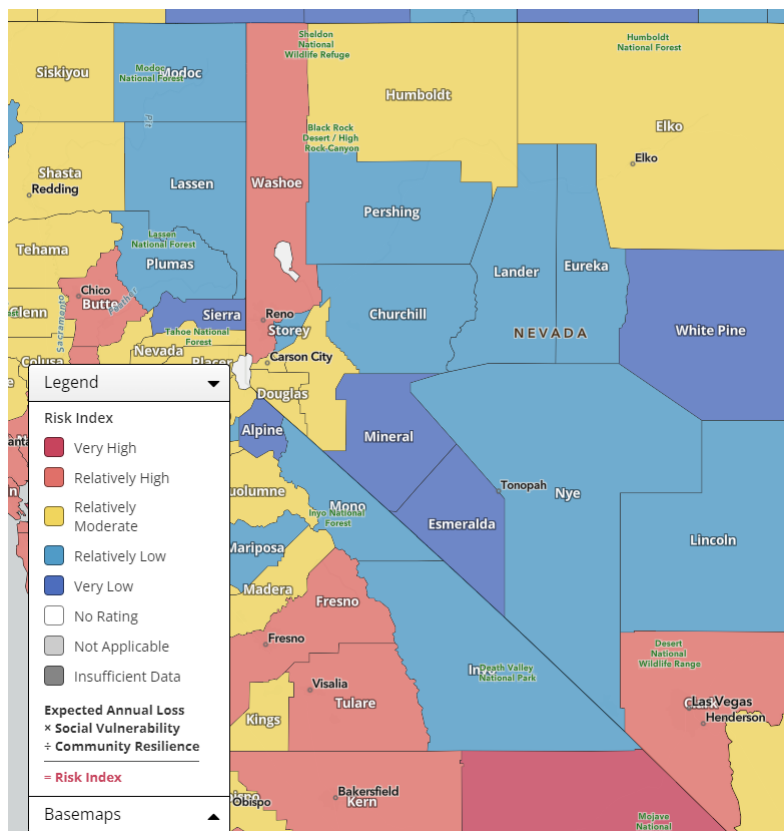 Sheldon
National
Wildlife Refuge
Humboldt
National Forest
Siskiyou
Modoc
National Forest
Modoc
Humboldt
Pit
Elko
Elko
Black Rock
Desert / High
Rock Canyon
Shasta
Redding
Lassen
Washoe
Pershing
Lassen
National Forest
Tehama
Plumas
Lander
Eureka
Chico
Butte
Feather
Sacramento
Glenn
Sierra
Reno
Storey
Churchill
NEVADA
White Pine
Tahoe National
Forest
Nevada
Placer
Colusa
Carson City
Douglas
Legend
Risk Index
Very High
Relatively High
Relatively
Moderate
Relatively Low
Very Low
No Rating
Not Applicable
Insufficient Data
Expected Annual Loss
× Social Vulnerability
÷ Community Resilience
= Risk Index
Basemaps
Alpine
Mineral
uolumne
Mono
Inyo National
Forest
Tonopah
Nye
Esmeralda
Lincoln
Mariposa
Madera
Fresno
Fresno
Desert
National
Wildlife Range
Death Valley
National Park
Visalia
Tulare
Kings
Las Vegas
Henderson
Bakersfield
Kern
Obispo
Mojave
National